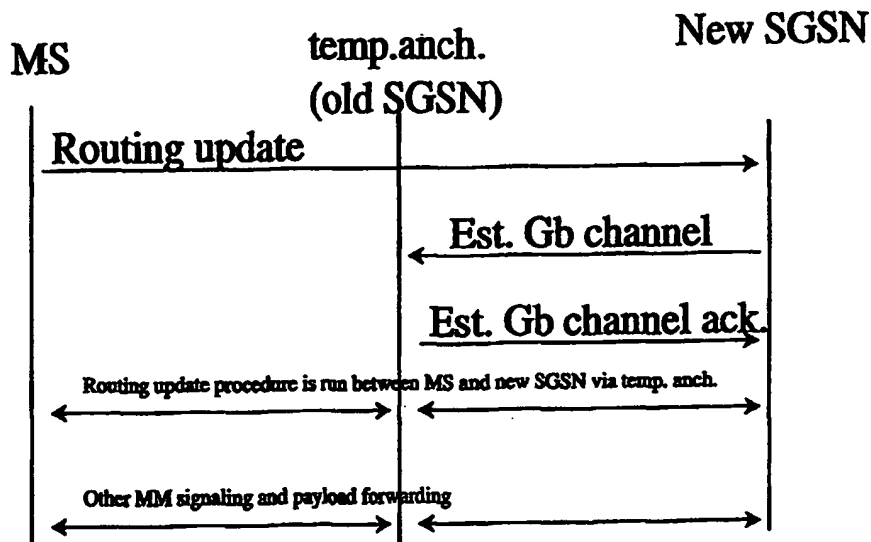 MS
temp.anch.
(old SGSN)
New SGSN
Routing update
Est. Gb channel
Est. Gb channel ack.
Routing update procedure is run between MS and new SGSN via temp. anch.
Other MM signaling and payload forwarding